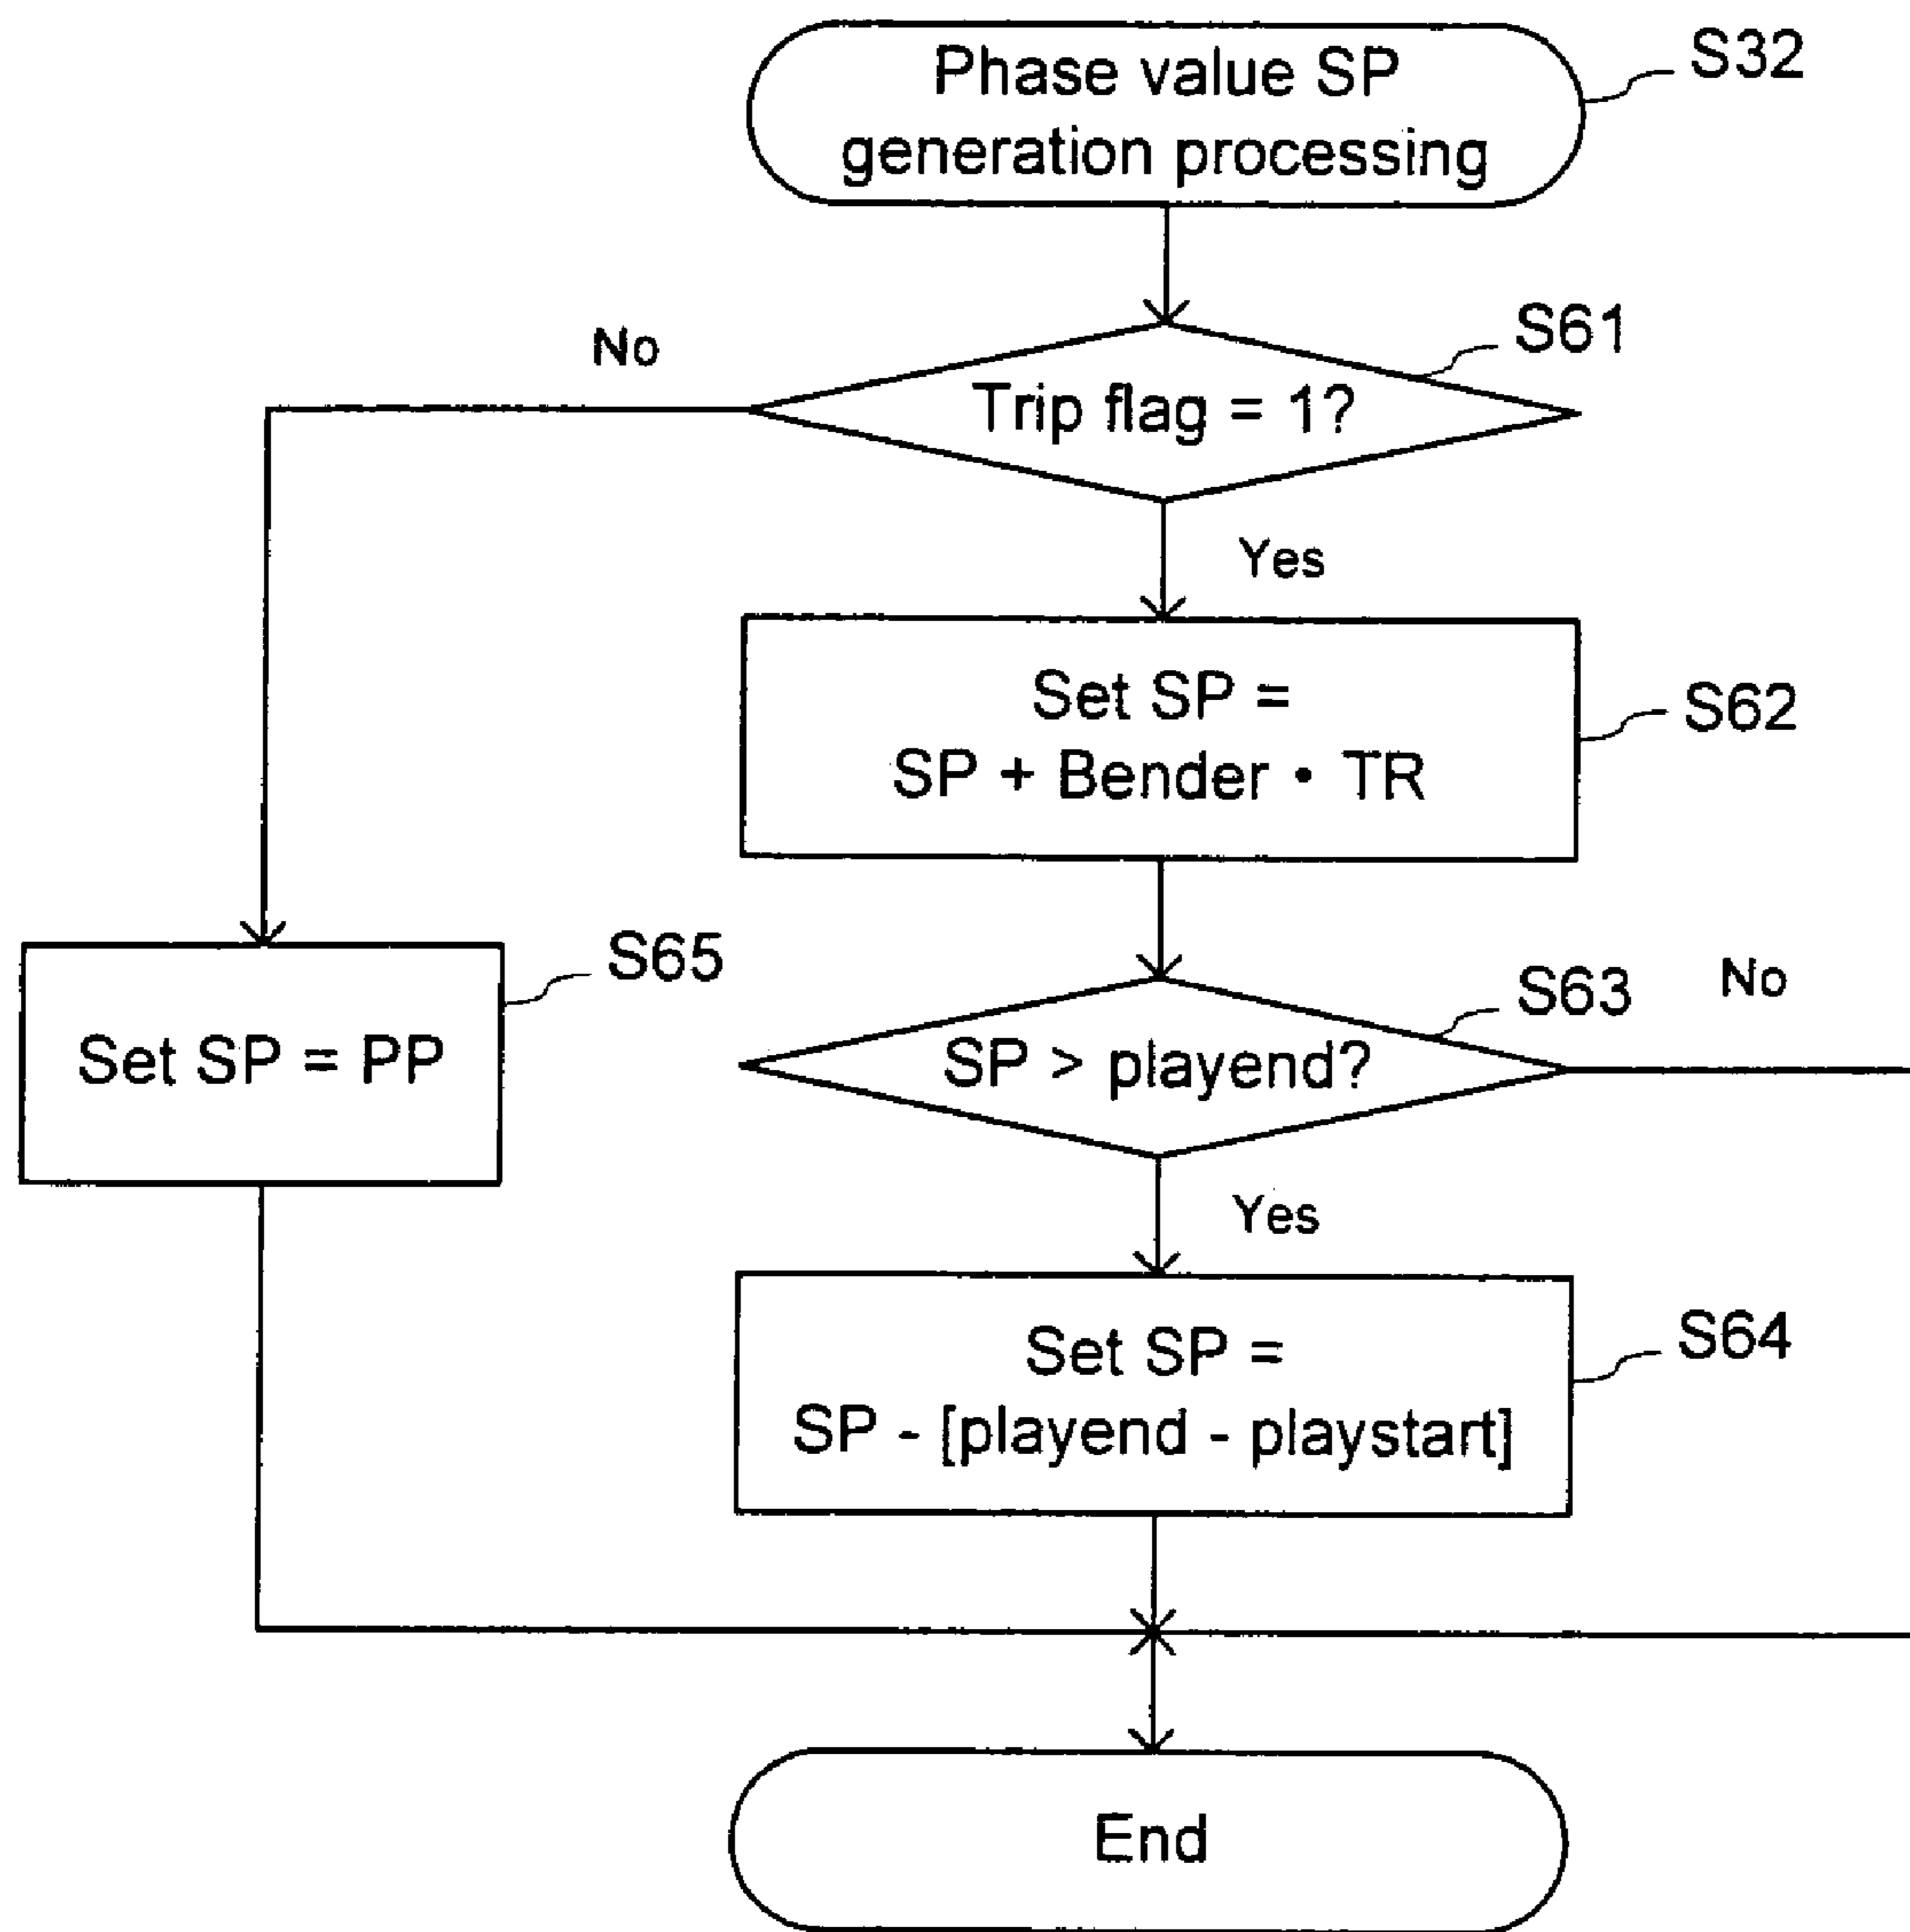 Phase value SP
generation processing
S32
No
S61
Trip flag = 1?
Yes
Set SP =
SP + Bender • TR
S62
S65
Set SP = PP
S63
No
SP > playend?
Yes
Set SP =
SP - [playend - playstart]
S64
End